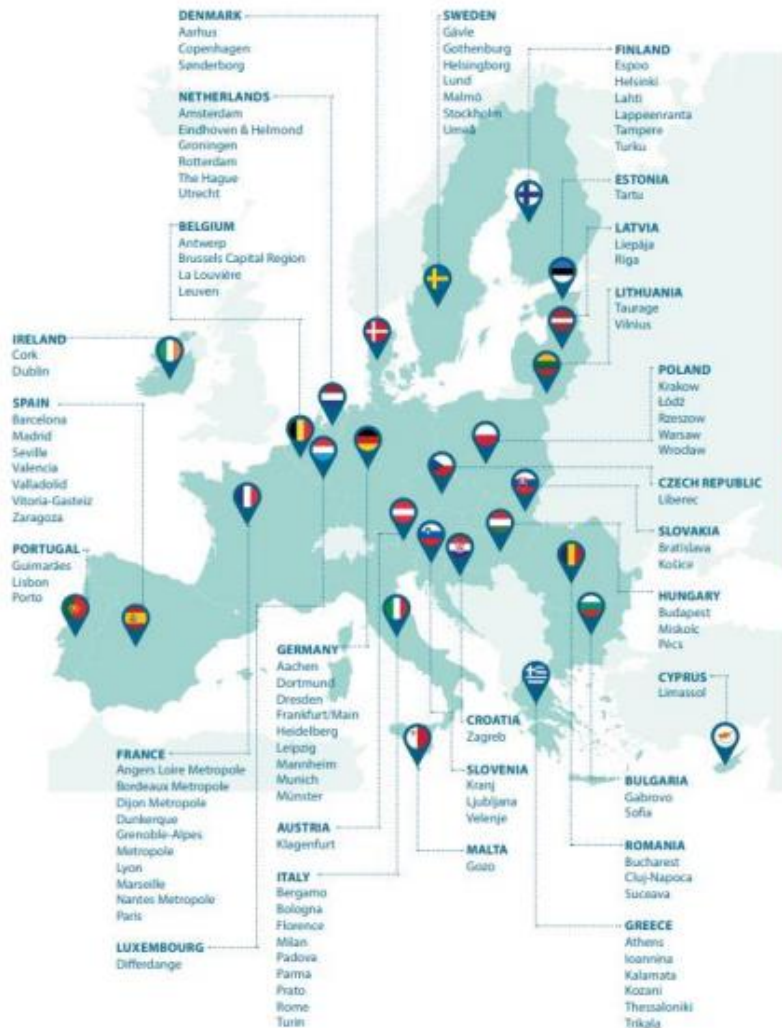 DENMARK
Aarhus
Copenhagen
Sønderborg
NETHERLANDS
Amsterdam
Eindhoven & Helmond
Groningen
Rotterdam
The Hague
Utrecht
BELGIUM
Antwerp
Brussels Capital Region
La Louvière
Leuven
SWEDEN
Gävle
Gothenburg
Helsingborg
Lund
Malmö
Stockholm
Umeå
FINLAND
Espoo
Helsinki
Lahti
Lappeenranta
Tampere
Turku
ESTONIA
Tartu
LATVIA
Liepāja
Riga
LITHUANIA
Taurage
Vilnius
IRELAND
Cork
Dublin
SPAIN
Barcelona
Madrid
Seville
Valencia
Valladolid
Vitoria-Gasteiz
Zaragoza
PORTUGAL
Guimarães
Lisbon
Porto
POLAND
Krakow
Łódź
Rzeszow
Warsaw
Wrocław
CZECH REPUBLIC
Liberec
SLOVAKIA
Bratislava
Košice
HUNGARY
Budapest
Miskolc
Pécs
CYPRUS
Limassol
GERMANY
Aachen
Dortmund
Dresden
Frankfurt/Main
Heidelberg
Leipzig
Mannheim
Munich
Münster
CROATIA
Zagreb
SLOVENIA
Kranj
Ljubljana
Velenje
MALTA
Gozo
FRANCE
Angers Loire Metropole
Bordeaux Metropole
Dijon Metropole
Dunkerque
Grenoble-Alpes
Metropole
Lyon
Marseille
Nantes Metropole
Paris
LUXEMBOURG
Differdange
AUSTRIA
Klagenfurt
ITALY
Bergamo
Bologna
Florence
Milan
Padova
Parma
Prato
Rome
Turin
BULGARIA
Gabrovo
Sofia
ROMANIA
Bucharest
Cluj-Napoca
Suceava
GREECE
Athens
Ioannina
Kalamata
Kozani
Thessaloniki
Trikala